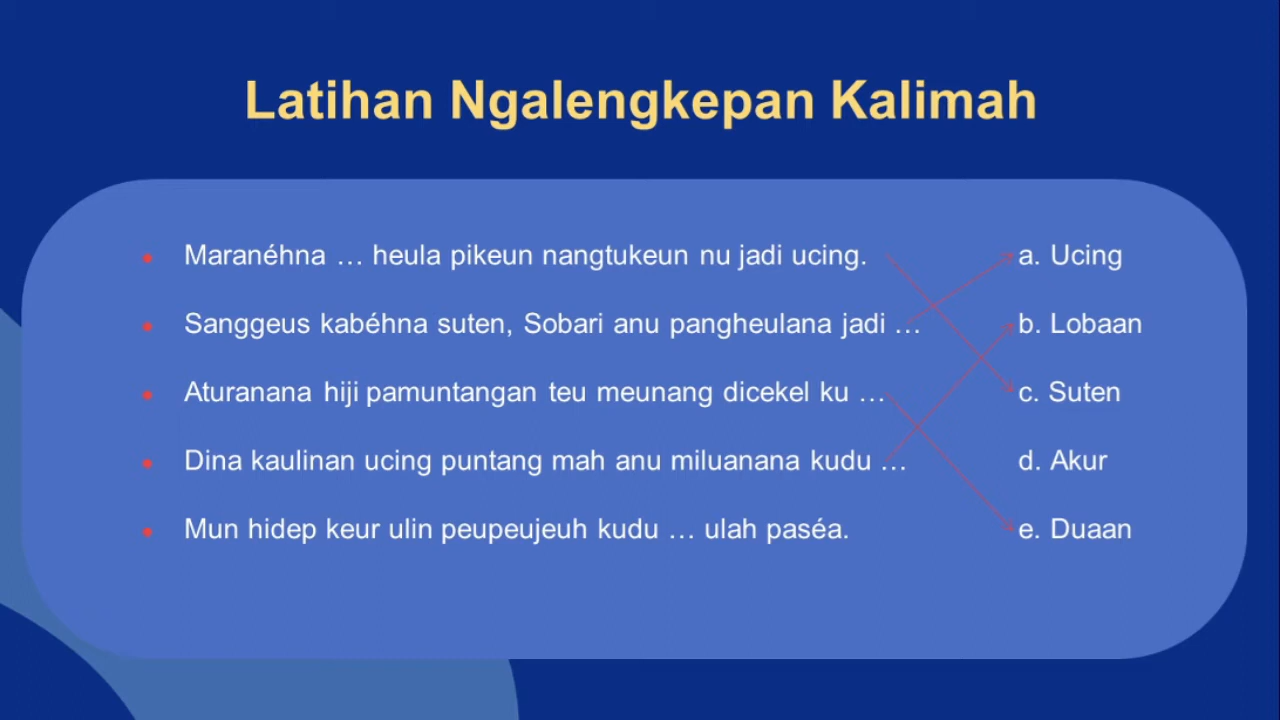 Latihan Ngalengkepan Kalimah
Maranéhna … heula pikeun nangtukeun nu jadi ucing. a. Ucing
Sanggeus kabéhna suten, Sobari anu pangheulana jadi … b. Lobaan
Aturanana hiji pamuntangan teu meunang dicekel ku … c. Suten
Dina kaulinan ucing puntang mah anu miluanana kudu … d. Akur
Mun hidep keur ulin peupeujeuh kudu … ulah paséa. e. Duaan